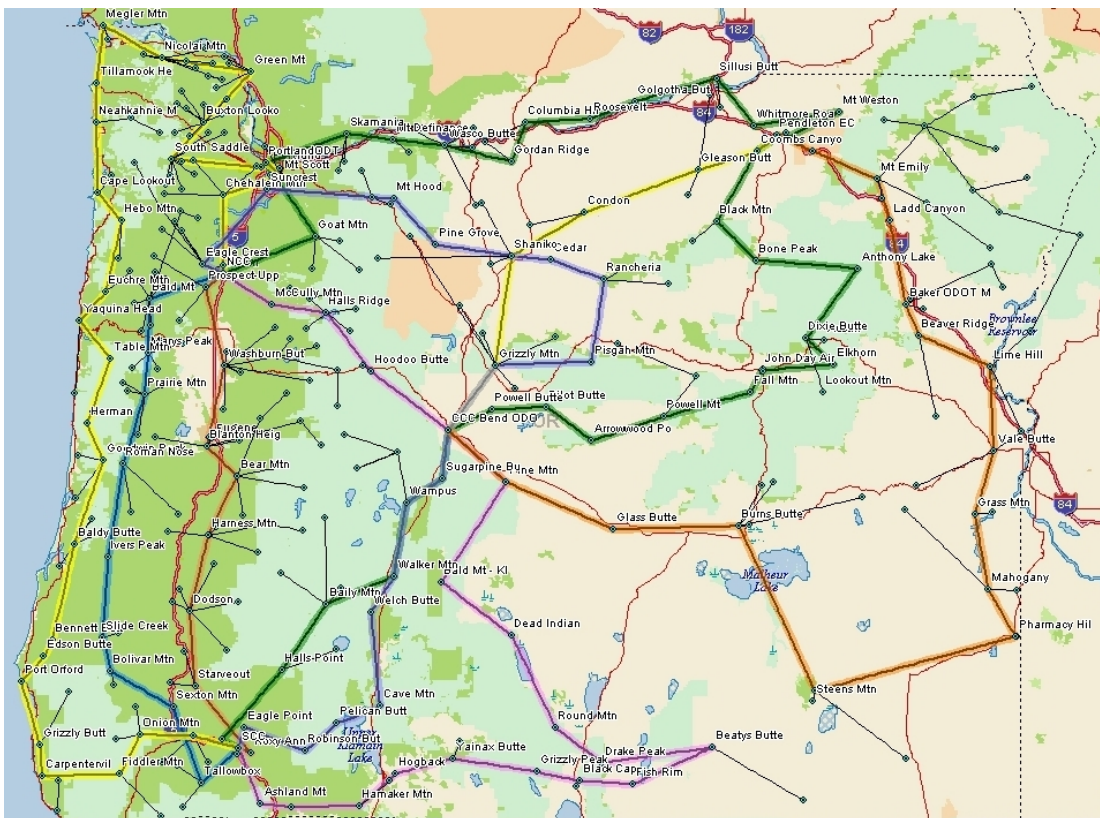 Megler Mtn
82
182
Nicolai Mtn
Green Mt
Sillusi Butt
Tillamook He
Golgotha But
Mt Weston
Neahkahnie M
Buxton Looko
Columbia H
Roosevelt
84
Whitmore Roa
Skamania
Pendleton EC
South Saddle
Wasco Butte
Coombs Canyo
Gordan Ridge
Mt Scott
Gleason Butt
Mt Emily
Cape Lookout
Chehalem Mtn
Suncrest
Mt Hood
Hebo Mtn
Condon
Ladd Canyon
5
Goat Mtn
Black Mtn
Pine Grove
84
Eagle Crest
Shaniko
Cedar
Bone Peak
NCC
Anthony Lake
Prospect Upp
Rancheria
Euchre Mtn
Bald Mt
McCully Mtn
Halls Ridge
Baker ODOT M
Yaquina Head
Brownlee
Reservoir
Dixie Butte
Beaver Ridge
Table Mtn
Marys Peak
Washburn But
Hoodoo Butte
Grizzly Mtn
Pisgah Mtn
Elkhorn
Lime Hill
John Day Air
Prairie Mtn
Fall Mtn
Lookout Mtn
Powell Butte
Herman
CCC Bend ODO
OR
Powell Mt
Eugene
Arrowwood Po
Blanton Heig
Vale Butte
Roman Nose
Bear Mtn
Sugarpine Bu
Pine Mtn
Wampus
Grass Mtn
84
Harness Mtn
Glass Butte
Burns Butte
Baldy Butte
Ivers Peak
Walker Mtn
Bald Mt - Kl
Malheur
Lake
Mahogany
Dodson
Baily Mtn
Welch Butte
Dead Indian
Pharmacy Hil
Slide Creek
Edson Butte
Halls Point
Bolivar Mtn
Port Orford
Starveout
Steens Mtn
Sexton Mtn
Cave Mtn
Eagle Point
Pelican Butt
Onion Mtn
Round Mtn
Grizzly Butt
SCC
Roxy Ann
Robinson But
Upper
Klamath
Lake
Beatys Butte
Yainax Butte
Drake Peak
Grizzly Peak
Carpentervil
Fiddler Mtn
Tallowbox
Hogback
Black Cap
Fish Rim
Hamaker Mtn
Ashland Mt